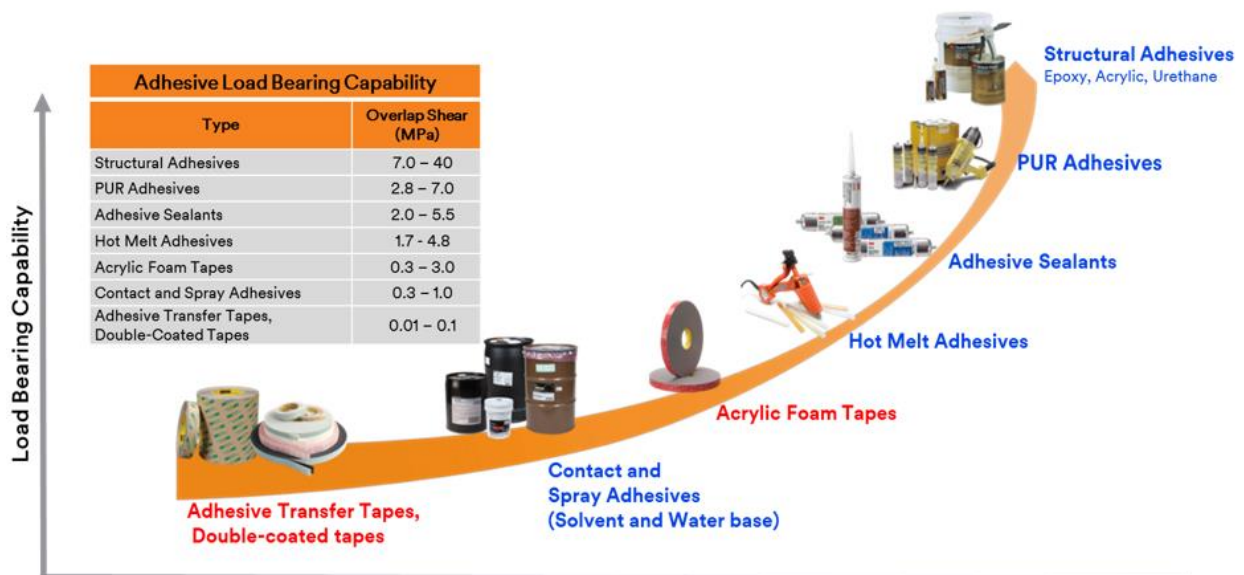 Adhesive Load Bearing Capability
Type
Overlap Shear
(MPa)
Structural Adhesives
7.0 – 40
PUR Adhesives
2.8 – 7.0
Adhesive Sealants
2.0 – 5.5
Hot Melt Adhesives
1.7 - 4.8
Acrylic Foam Tapes
0.3 – 3.0
Contact and Spray Adhesives
0.3 – 1.0
Adhesive Transfer Tapes,
Double-Coated Tapes
0.01 – 0.1
Load Bearing Capability
Structural Adhesives
Epoxy, Acrylic, Urethane
PUR Adhesives
Adhesive Sealants
Hot Melt Adhesives
Acrylic Foam Tapes
Contact and
Spray Adhesives
(Solvent and Water base)
Adhesive Transfer Tapes,
Double-coated tapes